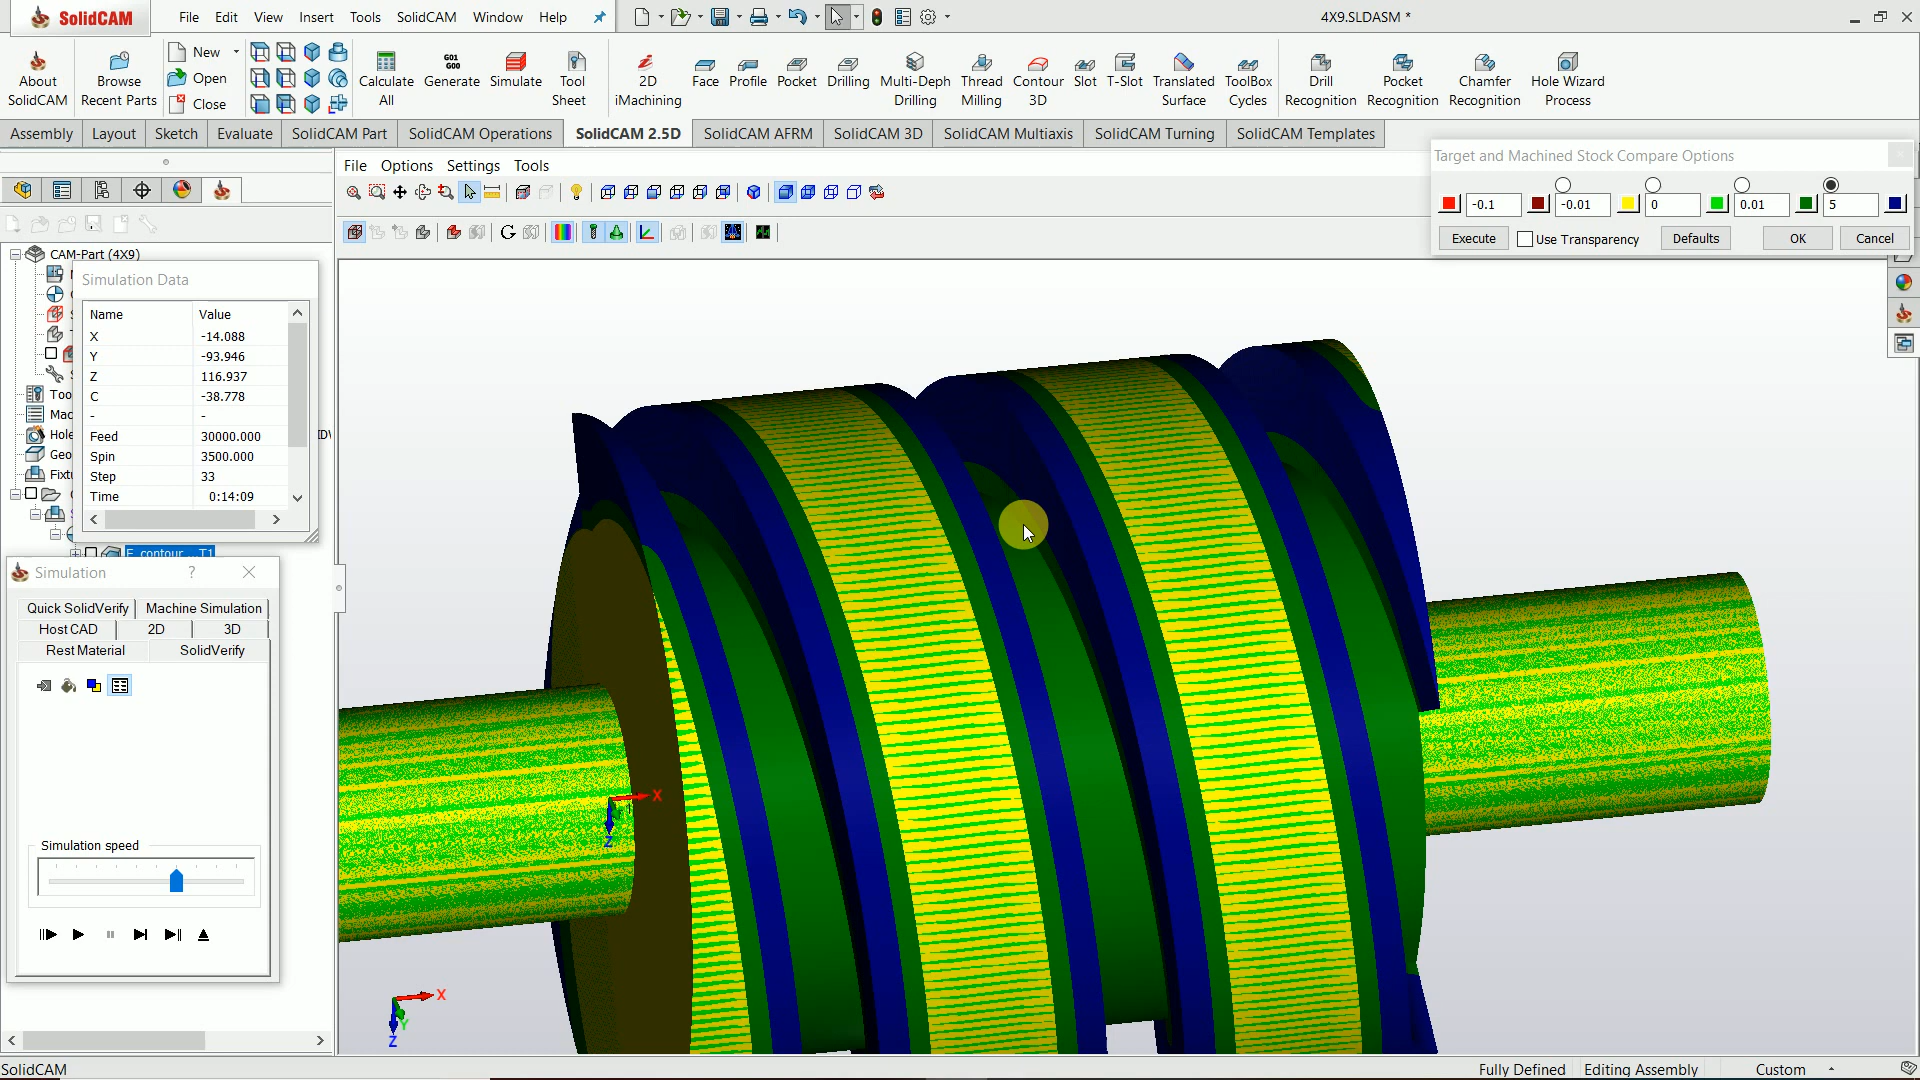 SolidCAM File Edit View Insert Tools SolidCAM Window Help 4X9.SLDASM *
About SolidCAM
Browse Recent Parts
New
Open
Close
Calculate All
G01 G00
Generate
Simulate
Tool Sheet
2D iMachining
Face
Profile
Pocket
Drilling
Multi-Deph Drilling
Thread Milling
Contour 3D
Slot
T-Slot
Translated Surface
ToolBox Cycles
Drill Recognition
Pocket Recognition
Chamfer Recognition
Hole Wizard Process
Assembly Layout Sketch Evaluate SolidCAM Part SolidCAM Operations SolidCAM 2.5D SolidCAM AFRM SolidCAM 3D SolidCAM Multiaxis SolidCAM Turning SolidCAM Templates
File Options Settings Tools
Target and Machined Stock Compare Options
-0.1 -0.01 0 0.01 5
Execute Use Transparency Defaults OK Cancel
CAM-Part (4X9)
Simulation Data
Name Value
X -14.088
Y -93.946
Z 116.937
C -38.778
- -
Feed 30000.000
Spin 3500.000
Step 33
Time 0:14:09
Too
Mac
Hole
Geo
Fixtu
F_contour ...T1
Simulation ?
Quick SolidVerify Machine Simulation
Host CAD 2D 3D
Rest Material SolidVerify
Simulation speed
X
Z
X
Y
Z
SolidCAM Fully Defined Editing Assembly Custom